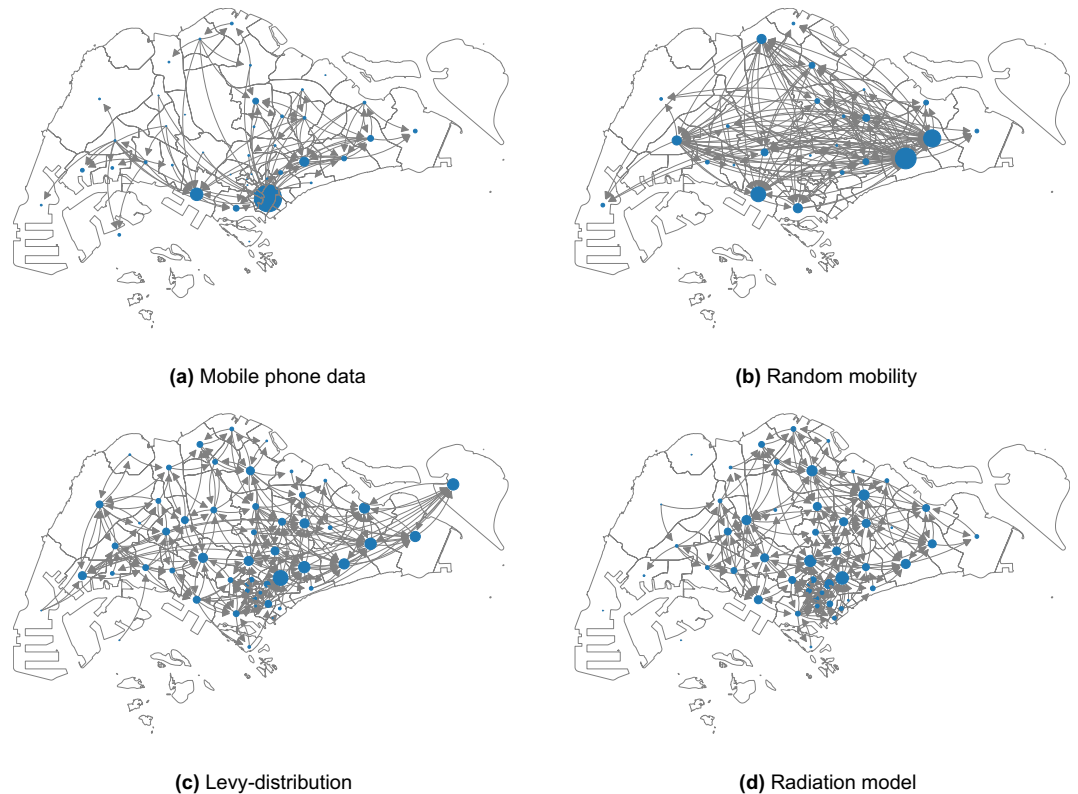 (a) Mobile phone data
(b) Random mobility
(c) Levy-distribution
(d) Radiation model